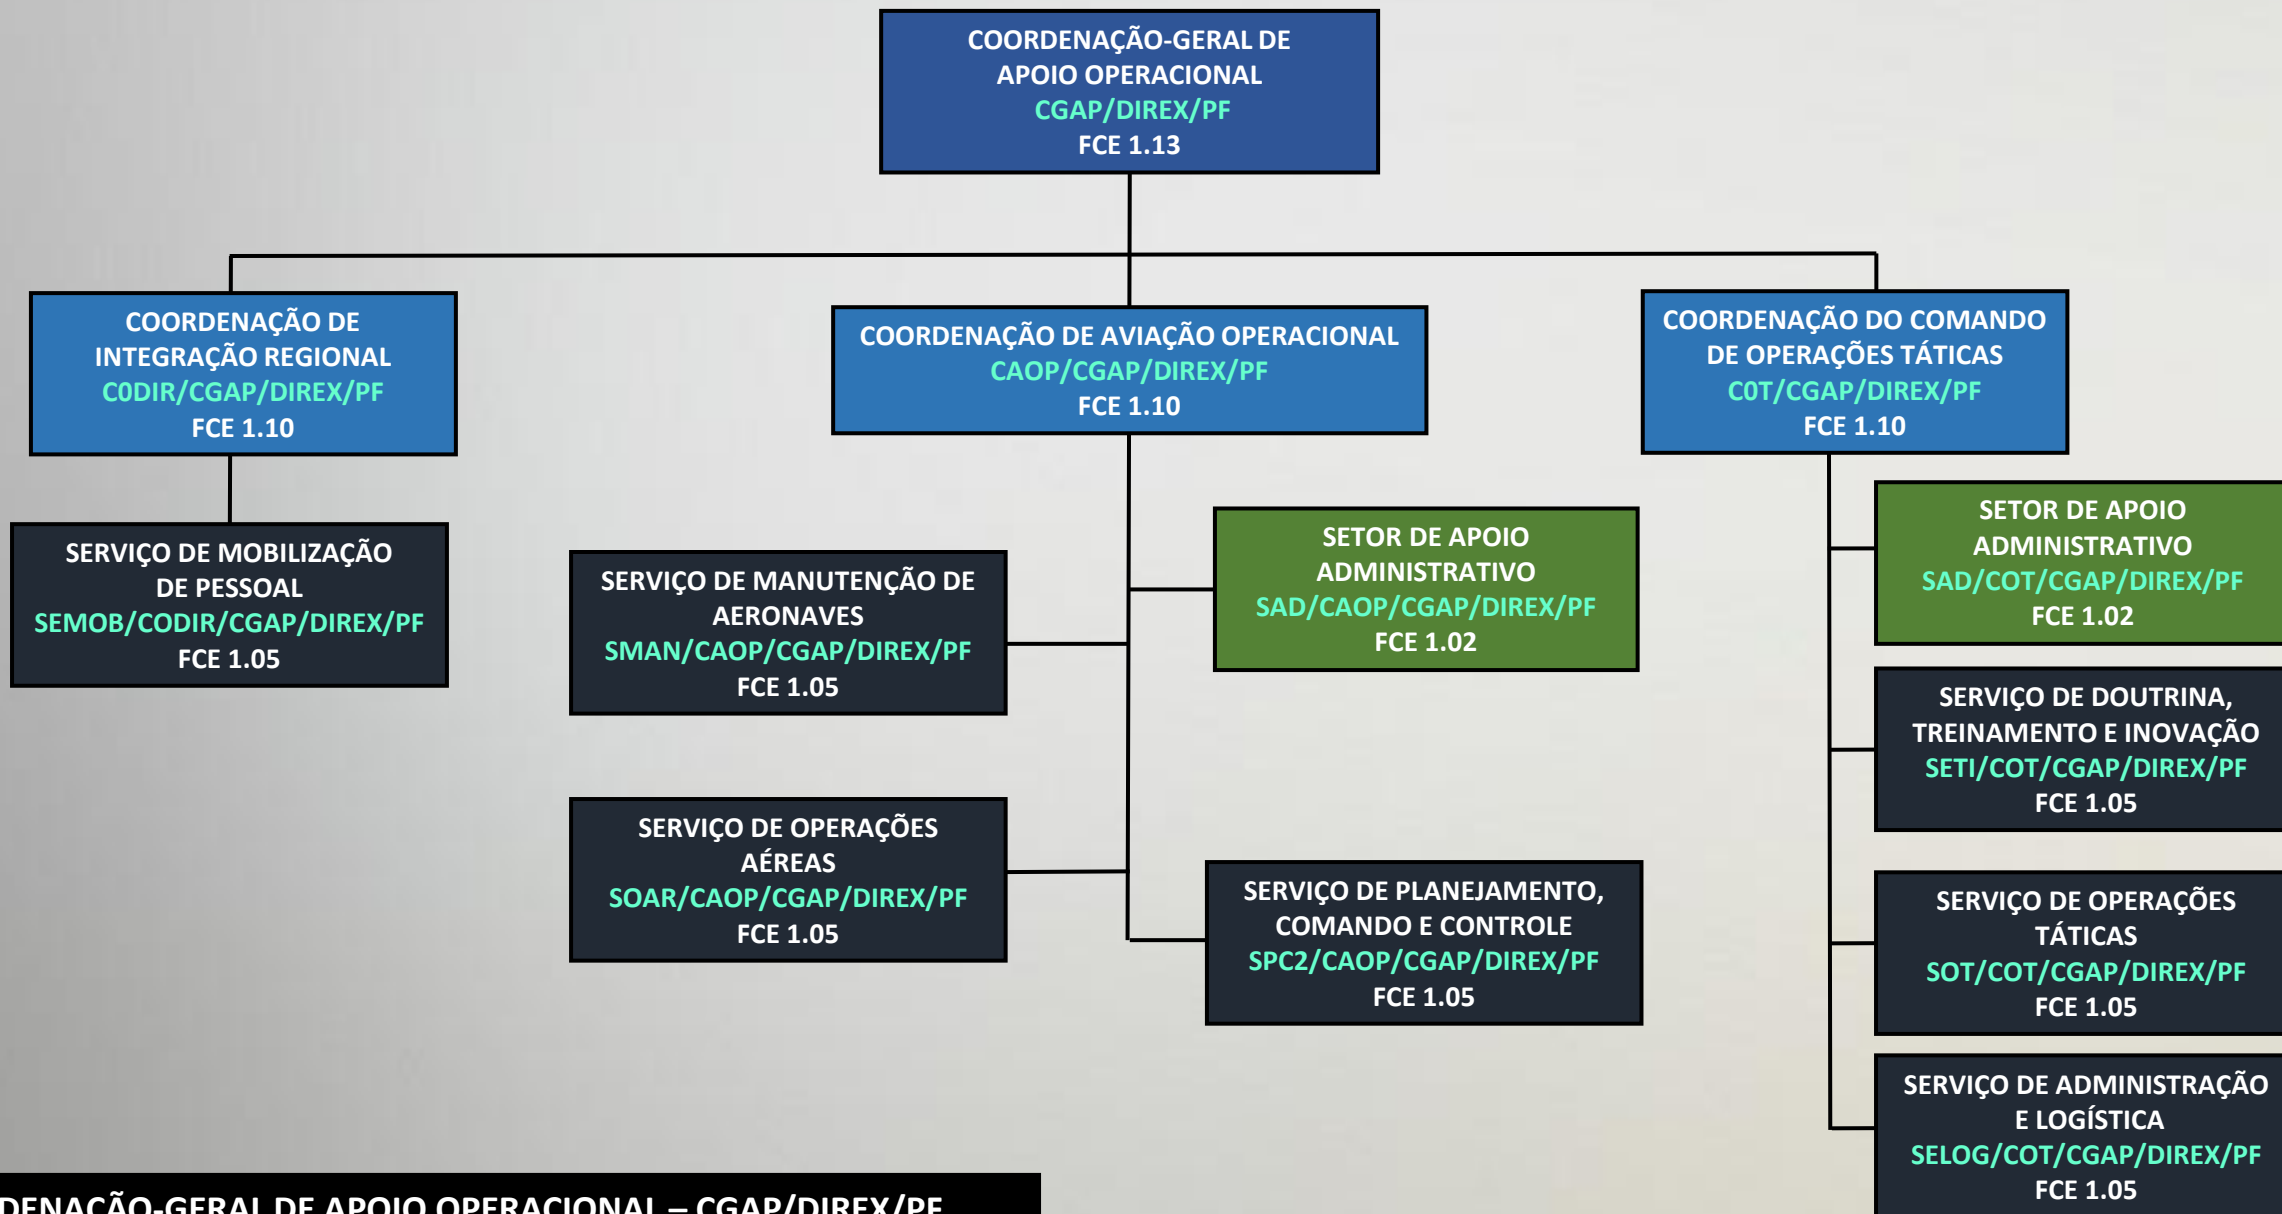 COORDENAÇÃO-GERAL DE
APOIO OPERACIONAL
CGAP/DIREX/PF
FCE 1.13
COORDENAÇÃO DE
INTEGRAÇÃO REGIONAL
C0DIR/CGAP/DIREX/PF
FCE 1.10
COORDENAÇÃO DE AVIAÇÃO OPERACIONAL
CAOP/CGAP/DIREX/PF
FCE 1.10
COORDENAÇÃO DO COMANDO
DE OPERAÇÕES TÁTICAS
C0T/CGAP/DIREX/PF
FCE 1.10
SERVIÇO DE MOBILIZAÇÃO
DE PESSOAL
SEMOB/CODIR/CGAP/DIREX/PF
FCE 1.05
SERVIÇO DE MANUTENÇÃO DE
AERONAVES
SMAN/CAOP/CGAP/DIREX/PF
FCE 1.05
SETOR DE APOIO
ADMINISTRATIVO
SAD/CAOP/CGAP/DIREX/PF
FCE 1.02
SERVIÇO DE OPERAÇÕES
AÉREAS
SOAR/CAOP/CGAP/DIREX/PF
FCE 1.05
SERVIÇO DE PLANEJAMENTO,
COMANDO E CONTROLE
SPC2/CAOP/CGAP/DIREX/PF
FCE 1.05
SETOR DE APOIO
ADMINISTRATIVO
SAD/COT/CGAP/DIREX/PF
FCE 1.02
SERVIÇO DE DOUTRINA,
TREINAMENTO E INOVAÇÃO
SETI/COT/CGAP/DIREX/PF
FCE 1.05
SERVIÇO DE OPERAÇÕES
TÁTICAS
SOT/COT/CGAP/DIREX/PF
FCE 1.05
SERVIÇO DE ADMINISTRAÇÃO
E LOGÍSTICA
SELOG/COT/CGAP/DIREX/PF
FCE 1.05
DENAÇÃO-GERAL DE APOIO OPERACIONAL – CGAP/DIREX/PF